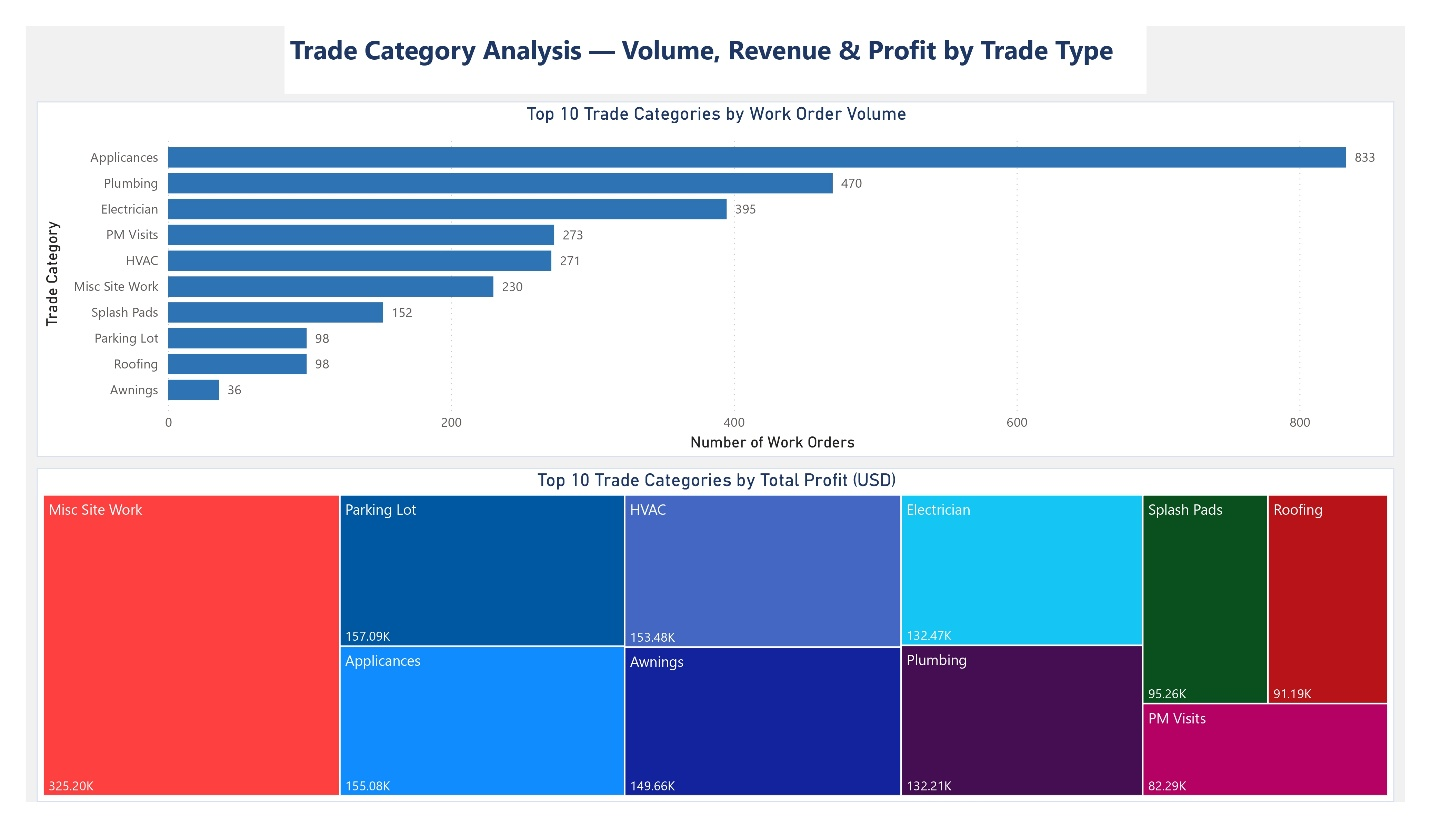 Trade Category Analysis — Volume, Revenue & Profit by Trade Type
Top 10 Trade Categories by Work Order Volume
Trade Category
Applicances 833
Plumbing 470
Electrician 395
PM Visits 273
HVAC 271
Misc Site Work 230
Splash Pads 152
Parking Lot 98
Roofing 98
Awnings 36
0 200 400 600 800
Number of Work Orders
Top 10 Trade Categories by Total Profit (USD)
Misc Site Work
325.20K
Parking Lot
157.09K
Applicances
155.08K
HVAC
153.48K
Awnings
149.66K
Electrician
132.47K
Plumbing
132.21K
Splash Pads
95.26K
Roofing
91.19K
PM Visits
82.29K